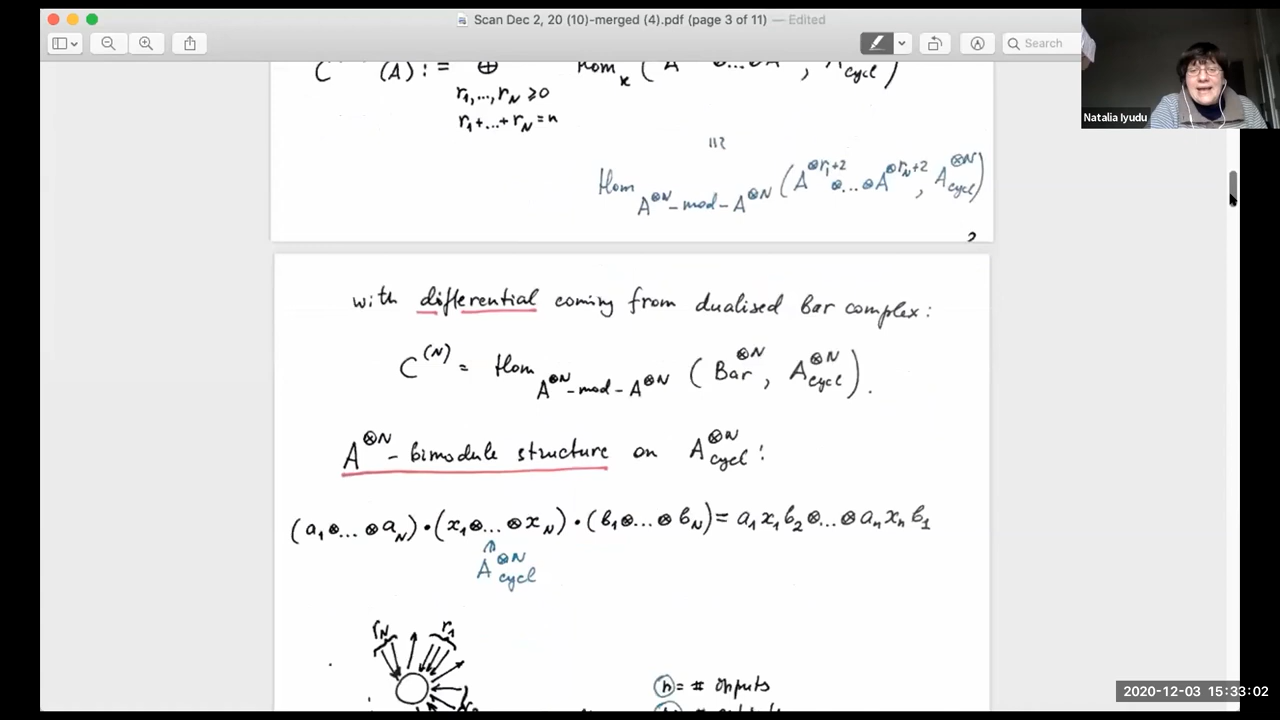 Scan Dec 2, 20 (10)-merged (4).pdf (page 3 of 11) — Edited
Search
Natalia Iyudu
(A) := ⊕ Hom_k ( A ⊗...⊗A , A_cycl )
r_1,...,r_N ≥ 0
r_1+...+r_N = n
Hom_{A^{⊗N}-mod-A^{⊗N}} (A^{⊗r_1+2} ⊗...⊗A^{⊗r_N+2}, A_cycl^{⊗N})
2
with differential coming from dualised Bar complex:
C^{(N)} = Hom_{A^{⊗N}-mod-A^{⊗N}} (Bar^{⊗N}, A_cycl^{⊗N}).
A^{⊗N} - bimodule structure on A_cycl^{⊗N}:
(a_1⊗...⊗a_N)•(x_1⊗...⊗x_N)•(b_1⊗...⊗b_N) = a_1x_1b_2⊗...⊗a_nx_nb_1
A_cycl^{⊗N}
r_N r_1
n = # inputs
2020-12-03 15:33:02